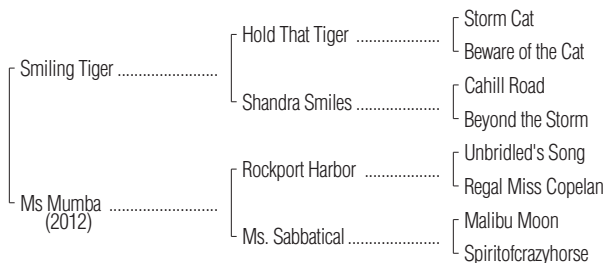 Storm Cat
Hold That Tiger ....................
Beware of the Cat
Smiling Tiger ........................
Cahill Road
Shandra Smiles ....................
Beyond the Storm
Unbridled's Song
Rockport Harbor ..................
Regal Miss Copelan
Ms Mumba ..........................
(2012)
Malibu Moon
Ms. Sabbatical ......................
Spiritofcrazyhorse